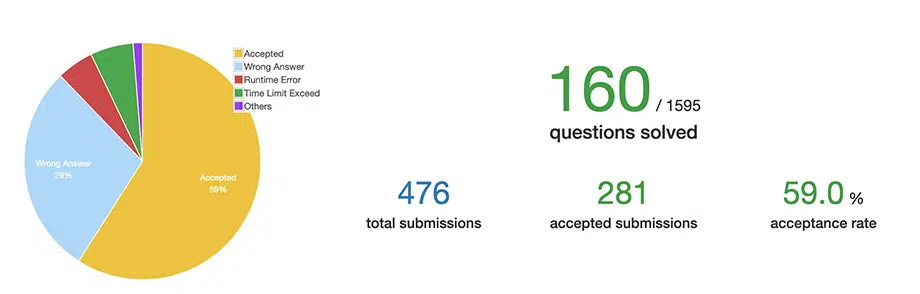 Accepted
Wrong Answer
Runtime Error
Time Limit Exceed
Others
Wrong Answer
29%
Accepted
59%
160 / 1595
questions solved
476
total submissions
281
accepted submissions
59.0 %
acceptance rate